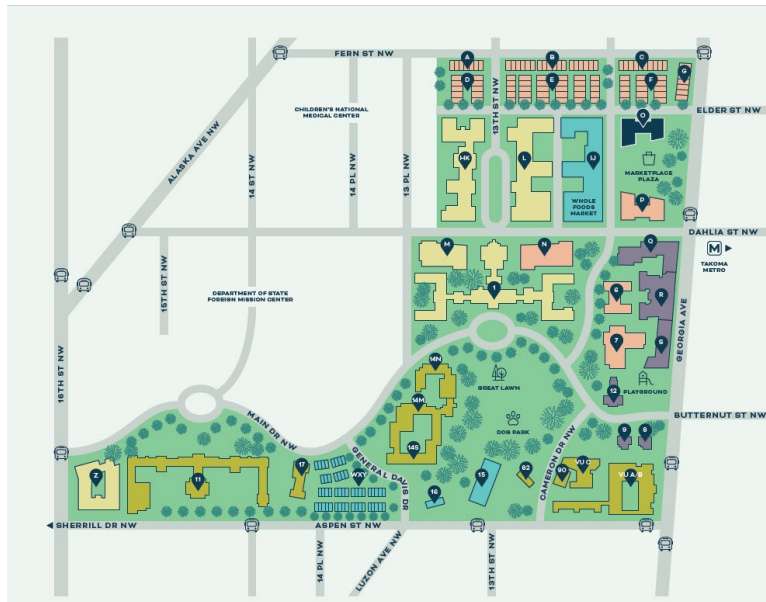 FERN ST NW
A
B
C
D
E
F
G
ELDER ST NW
CHILDREN'S NATIONAL
MEDICAL CENTER
13TH ST NW
O
ALASKA AVE NW
14 ST NW
14 PL NW
13 PL NW
HK
L
IJ
MARKETPLACE
PLAZA
WHOLE
FOODS
MARKET
P
DAHLIA ST NW
M
TAKOMA
METRO
M
N
Q
15TH ST NW
DEPARTMENT OF STATE
FOREIGN MISSION CENTER
1
6
R
GEORGIA AVE
16TH ST NW
7
S
14N
GREAT LAWN
PLAYGROUND
12
14M
MAIN DR NW
DOG PARK
BUTTERNUT ST NW
14S
9
8
GENERAL DAVIS DR
CAMERON DR NW
Z
11
17
WXY
15
82
90
VU C
VU A/B
16
SHERRILL DR NW
ASPEN ST NW
14 PL NW
LUZON AVE NW
13TH ST NW